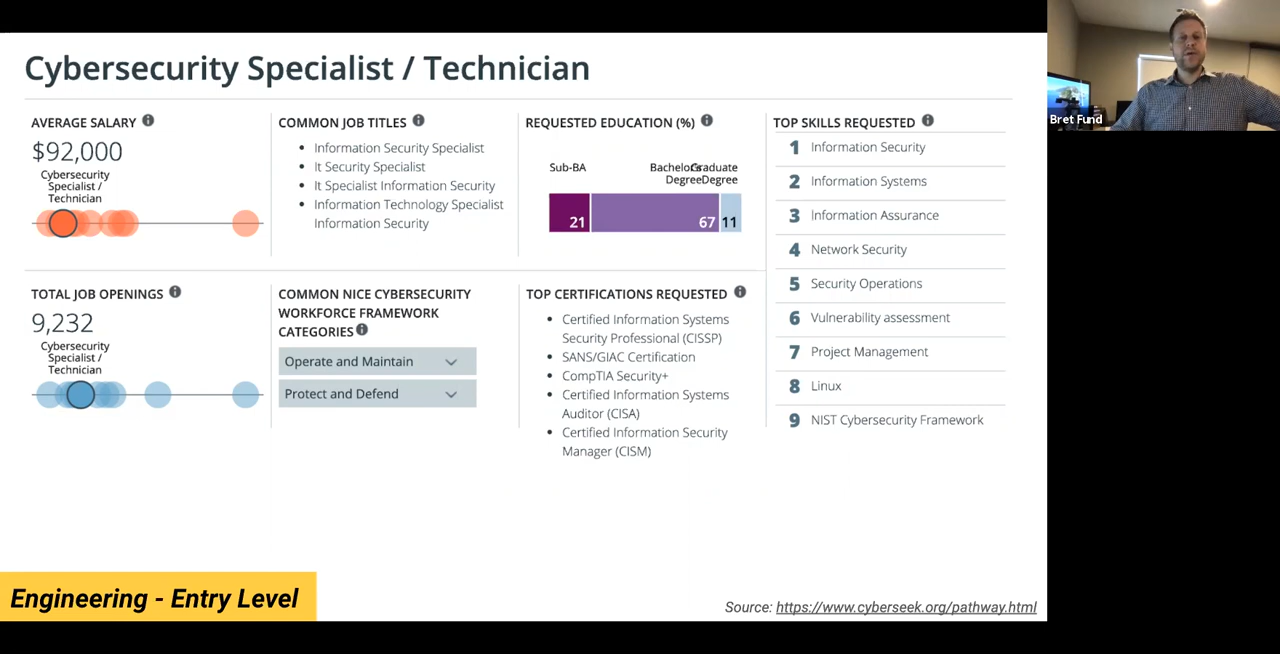 Cybersecurity Specialist / Technician
AVERAGE SALARY
$92,000
Cybersecurity
Specialist /
Technician
COMMON JOB TITLES
Information Security Specialist
It Security Specialist
It Specialist Information Security
Information Technology Specialist
Information Security
REQUESTED EDUCATION (%)
Sub-BA
Bachelor's
Degree
Graduate
Degree
21
67
11
TOP SKILLS REQUESTED
1 Information Security
2 Information Systems
3 Information Assurance
4 Network Security
5 Security Operations
6 Vulnerability assessment
7 Project Management
8 Linux
9 NIST Cybersecurity Framework
TOTAL JOB OPENINGS
9,232
Cybersecurity
Specialist /
Technician
COMMON NICE CYBERSECURITY
WORKFORCE FRAMEWORK
CATEGORIES
Operate and Maintain
Protect and Defend
TOP CERTIFICATIONS REQUESTED
Certified Information Systems
Security Professional (CISSP)
SANS/GIAC Certification
CompTIA Security+
Certified Information Systems
Auditor (CISA)
Certified Information Security
Manager (CISM)
Engineering - Entry Level
Source: https://www.cyberseek.org/pathway.html
Bret Fund